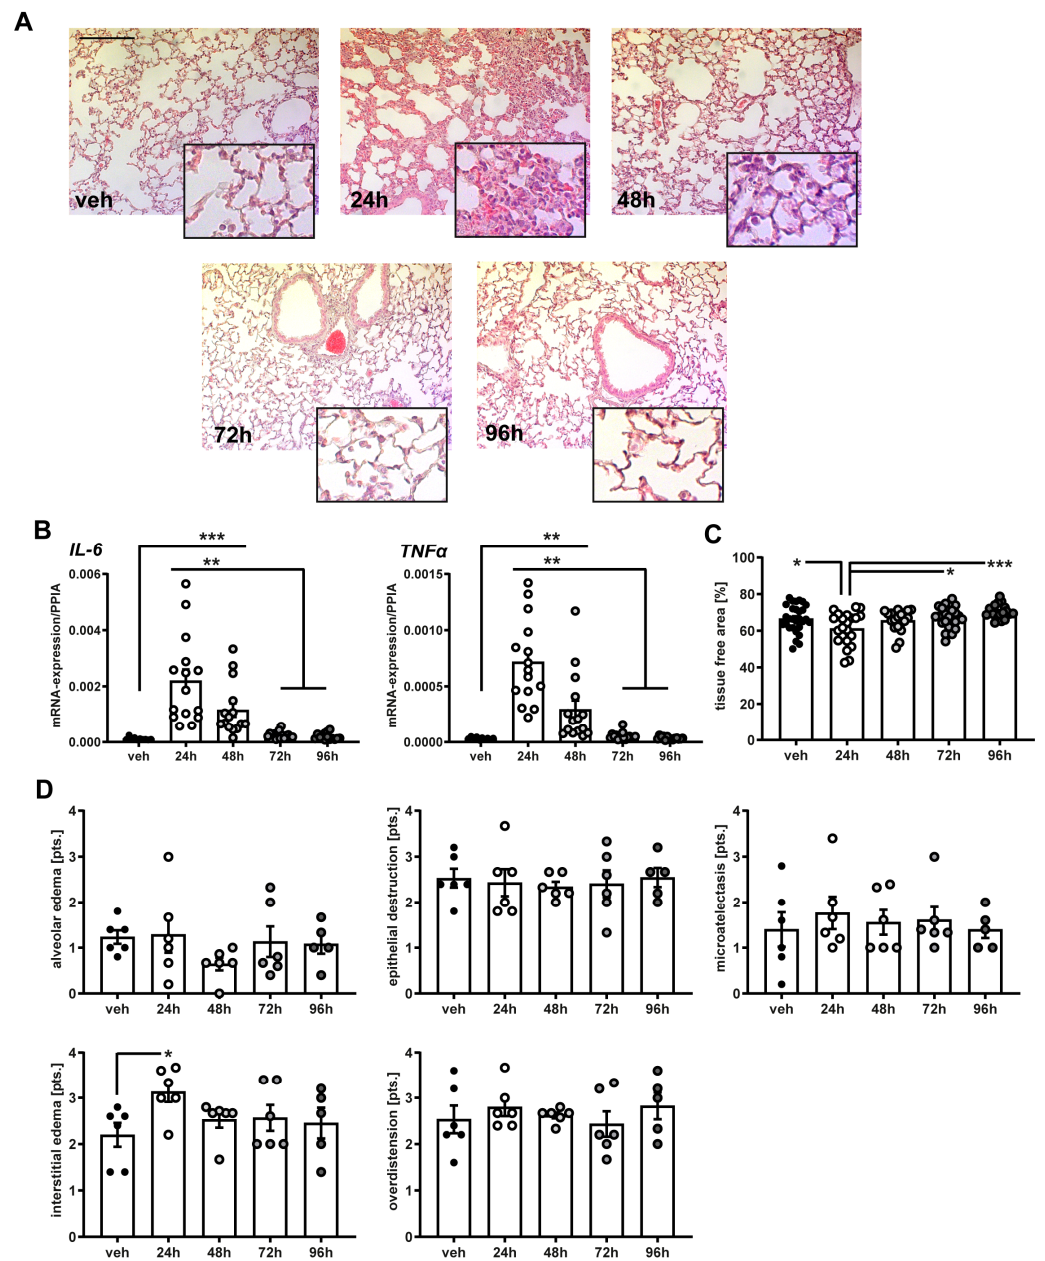 A
veh
24h
48h
72h
96h
B
IL-6
***
**
mRNA-expression/PPIA
0.006
0.004
0.002
0.000
veh 24h 48h 72h 96h
TNFα
**
**
mRNA-expression/PPIA
0.0015
0.0010
0.0005
0.0000
veh 24h 48h 72h 96h
C
* * ***
tissue free area [%]
100
80
60
40
20
0
veh 24h 48h 72h 96h
D
alveolar edema [pts.]
4
3
2
1
0
veh 24h 48h 72h 96h
epithelial destruction [pts.]
4
3
2
1
0
veh 24h 48h 72h 96h
microatelectasis [pts.]
4
3
2
1
0
veh 24h 48h 72h 96h
interstitial edema [pts.]
*
4
3
2
1
0
veh 24h 48h 72h 96h
overdistension [pts.]
4
3
2
1
0
veh 24h 48h 72h 96h